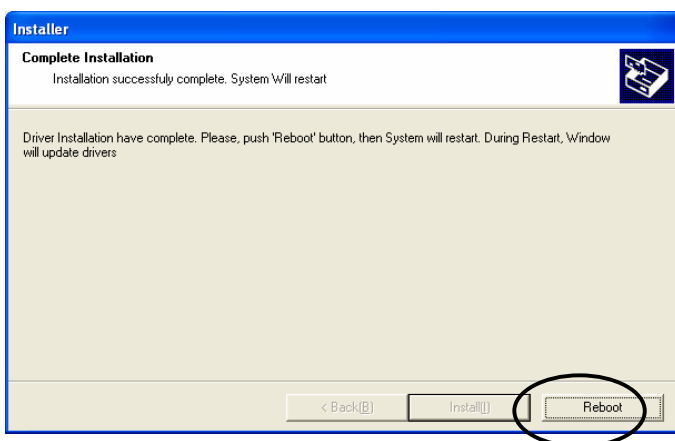 Installer
Complete Installation
Installation successfuly complete. System Will restart
Driver Installation have complete. Please, push 'Reboot' button, then System will restart. During Restart, Window
will update drivers
< Back(B) Install(I) Reboot